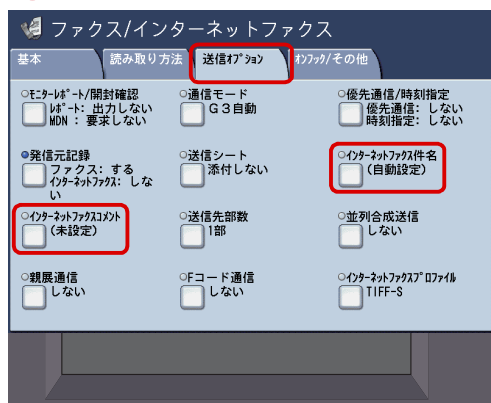 ファクス/インターネットファクス
基本 読み取り方法 送信ｵﾌﾟｼｮﾝ ｵﾝﾌｯｸ/その他
ﾓﾆﾀｰﾚﾎﾟｰﾄ/開封確認 通信モード 優先通信/時刻指定
ﾚﾎﾟｰﾄ: 出力しない G3自動 優先通信: しない
MDN : 要求しない 時刻指定: しない
発信元記録 送信シート ｲﾝﾀｰﾈｯﾄﾌｧｸｽ件名
ファクス: する 添付しない (自動設定)
ｲﾝﾀｰﾈｯﾄﾌｧｸｽ: しな
い
ｲﾝﾀｰﾈｯﾄﾌｧｸｽｺﾒﾝﾄ 送信先部数 並列合成送信
(未設定) 1部 しない
親展通信 Fコード通信 ｲﾝﾀｰﾈｯﾄﾌｧｸｽﾌﾟﾛﾌｧｲﾙ
しない しない TIFF-S